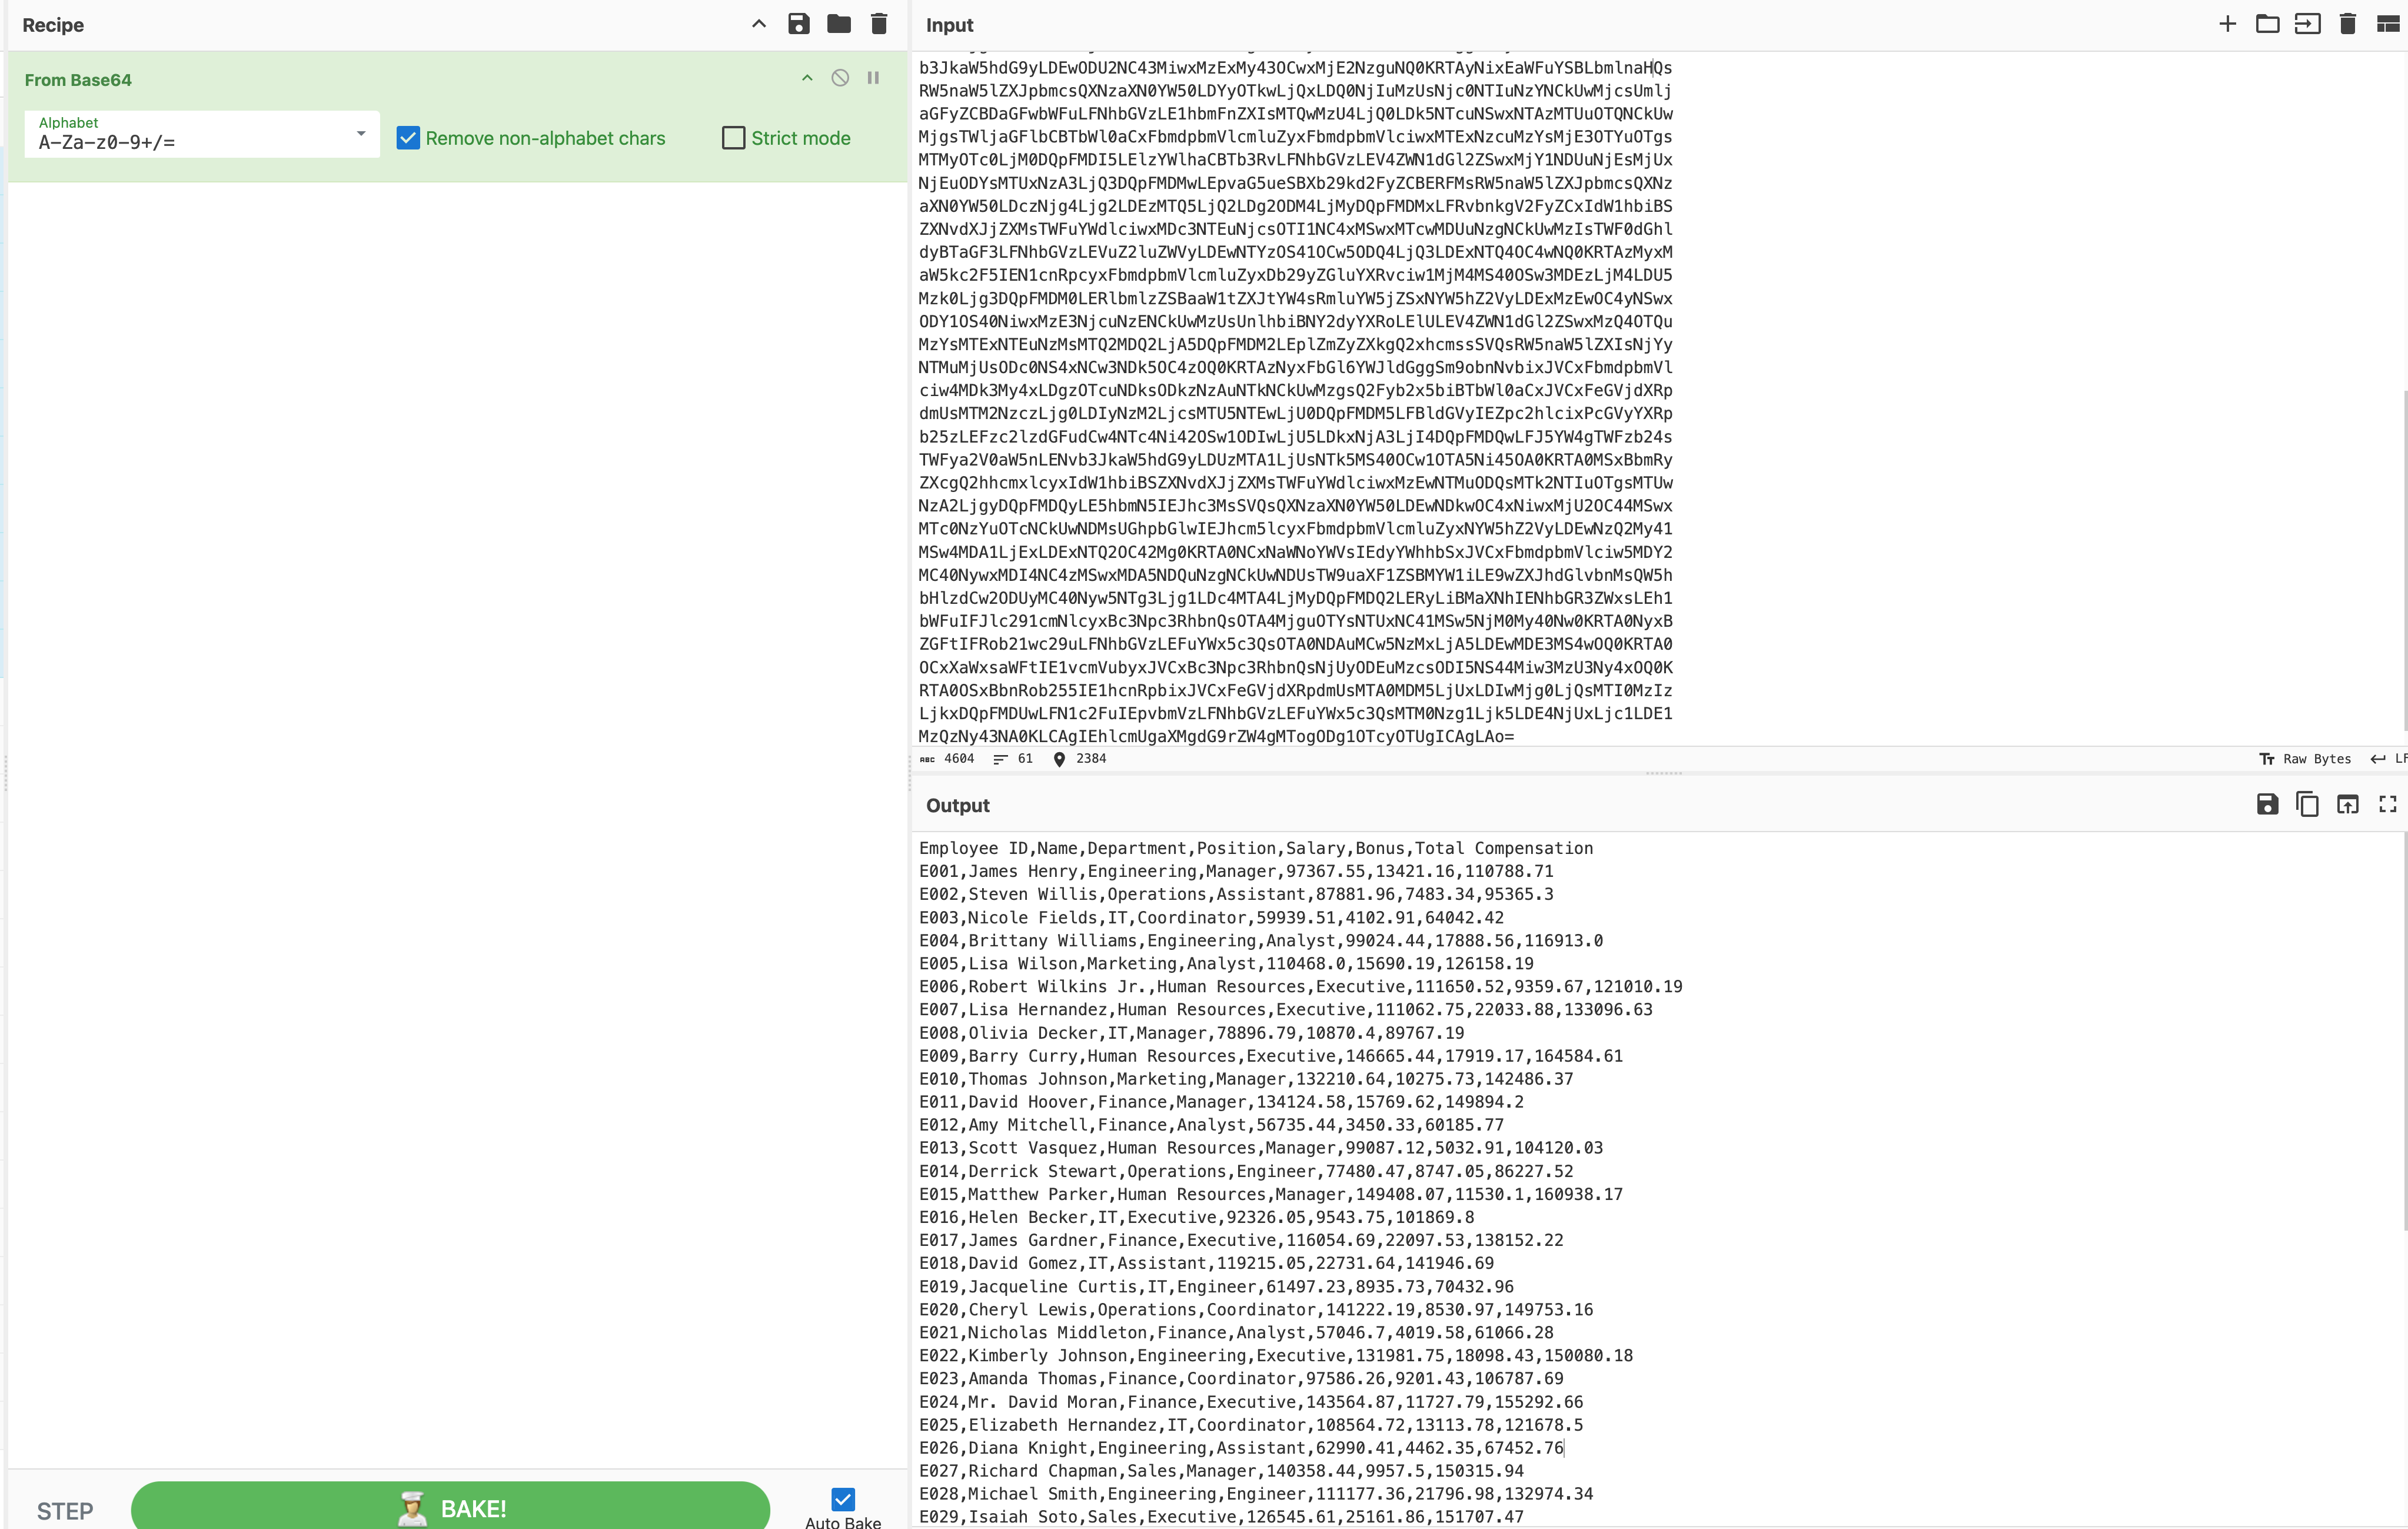 Recipe
From Base64
Alphabet
A-Za-z0-9+/=
Remove non-alphabet chars
Strict mode
STEP
BAKE!
Auto Bake
Input
b3JkaW5hdG9yLDEwODU2NC43MiwxMzExMy43OCwxMjE2NzguNQ0KRTAyNixEaWFuYSBLbmlnaHQs
RW5naW5lZXJpbmcsQXNzaXN0YW50LDYyOTkwLjQxLDQ0NjIuMzUsNjc0NTIuNzYNCkUwMjcsUmlj
aGFyZCBDaGFwbWFuLFNhbGVzLE1hbmFnZXIsMTQwMzU4LjQ0LDk5NTcuNSwxNTAzMTUuOTQNCkUw
MjgsTWljaGFlbCBTbWl0aCxFbmdpbmVlcmluZyxFbmdpbmVlciwxMTExNzcuMzYsMjE3OTYuOTgs
MTMyOTc0LjM0DQpFMDI5LElzYWlhaCBTb3RvLFNhbGVzLEV4ZWN1dGl2ZSwxMjY1NDUuNjEsMjUx
NjEuODYsMTUxNzA3LjQ3DQpFMDMwLEpvaG5ueSBXb29kd2FyZCBERFMsRW5naW5lZXJpbmcsQXNz
aXN0YW50LDczNjg4Ljg2LDEzMTQ5LjQ2LDg2ODM4LjMyDQpFMDMxLFRvbnkgV2FyZCxIdW1hbiBS
ZXNvdXJjZXMsTWFuYWdlciwxMDc3NTEuNjcsOTI1NC4xMSwxMTcwMDUuNzgNCkUwMzIsTWF0dGhl
dyBTaGF3LFNhbGVzLEVuZ2luZWVyLDEwNTYzOS41OCw5ODQ4LjQ3LDExNTQ4OC4wNQ0KRTAzMyxM
aW5kc2F5IEN1cnRpcyxFbmdpbmVlcmluZyxDb29yZGluYXRvciw1MjM4MS40OSw3MDEzLjM4LDU5
Mzk0Ljg3DQpFMDM0LERlbmlzZSBaaW1tZXJtYW4sRmluYW5jZSxNYW5hZ2VyLDExMzEwOC4yNSwx
ODY1OS40NiwxMzE3NjcuNzENCkUwMzUsUnlhbiBNY2dyYXRoLElULEV4ZWN1dGl2ZSwxMzQ4OTQu
MzYsMTExNTEuNzMsMTQ2MDQ2LjA5DQpFMDM2LEplZmZyZXkgQ2xhcmssSVQsRW5naW5lZXIsNjYy
NTMuMjUsODc0NS4xNCw3NDk5OC4zOQ0KRTAzNyxFbGl6YWJldGggSm9obnNvbixJVCxFbmdpbmVl
ciw4MDk3My4xLDgzOTcuNDksODkzNzAuNTkNCkUwMzgsQ2Fyb2x5biBTbWl0aCxJVCxFeGVjdXRp
dmUsMTM2NzczLjg0LDIyNzM2LjcsMTU5NTEwLjU0DQpFMDM5LFBldGVyIEZpc2hlcixPcGVyYXRp
b25zLEFzc2lzdGFudCw4NTc4Ni42OSw1ODIwLjU5LDkxNjA3LjI4DQpFMDQwLFJ5YW4gTWFzb24s
TWFya2V0aW5nLENvb3JkaW5hdG9yLDUzMTA1LjUsNTk5MS40OCw1OTA5Ni45OA0KRTA0MSxBbmRy
ZXcgQ2hhcmxlcyxIdW1hbiBSZXNvdXJjZXMsTWFuYWdlciwxMzEwNTMuODQsMTk2NTIuOTgsMTUw
NzA2LjgyDQpFMDQyLE5hbmN5IEJhc3MsSVQsQXNzaXN0YW50LDEwNDkwOC4xNiwxMjU2OC44MSwx
MTc0NzYuOTcNCkUwNDMsUGhpbGlwIEJhcm5lcyxFbmdpbmVlcmluZyxNYW5hZ2VyLDEwNzQ2My41
MSw4MDA1LjExLDExNTQ2OC42Mg0KRTA0NCxNaWNoYWVsIEdyYWhhbSxJVCxFbmdpbmVlciw5MDY2
MC40NywxMDI4NC4zMSwxMDA5NDQuNzgNCkUwNDUsTW9uaXF1ZSBMYW1iLE9wZXJhdGlvbnMsQW5h
bHlzdCw2ODUyMC40Nyw5NTg3Ljg1LDc4MTA4LjMyDQpFMDQ2LERyLiBMaXNhIENhbGR3ZWxsLEh1
bWFuIFJlc291cmNlcyxBc3Npc3RhbnQsOTA4MjguOTYsNTUxNC41MSw5NjM0My40Nw0KRTA0NyxB
ZGFtIFRob21wc29uLFNhbGVzLEFuYWx5c3QsOTA0NDAuMCw5NzMxLjA5LDEwMDE3MS4wOQ0KRTA0
OCxXaWxsaWFtIE1vcmVubyxJVCxBc3Npc3RhbnQsNjUyODEuMzcsODI5NS44Miw3MzU3Ny4xOQ0K
RTA0OSxBbnRob255IE1hcnRpbixJVCxFeGVjdXRpdmUsMTA0MDM5LjUxLDIwMjg0LjQsMTI0MzIz
LjkxDQpFMDUwLFN1c2FuIEpvbmVzLFNhbGVzLEFuYWx5c3QsMTM0Nzg1Ljk5LDE4NjUxLjc1LDE1
MzQzNy43NA0KLCAgIEhlcmUgaXMgdG9rZW4gMTogODg1OTcyOTUgICAgLAo=
4604 61 2384
Raw Bytes
Output
Employee ID,Name,Department,Position,Salary,Bonus,Total Compensation
E001,James Henry,Engineering,Manager,97367.55,13421.16,110788.71
E002,Steven Willis,Operations,Assistant,87881.96,7483.34,95365.3
E003,Nicole Fields,IT,Coordinator,59939.51,4102.91,64042.42
E004,Brittany Williams,Engineering,Analyst,99024.44,17888.56,116913.0
E005,Lisa Wilson,Marketing,Analyst,110468.0,15690.19,126158.19
E006,Robert Wilkins Jr.,Human Resources,Executive,111650.52,9359.67,121010.19
E007,Lisa Hernandez,Human Resources,Executive,111062.75,22033.88,133096.63
E008,Olivia Decker,IT,Manager,78896.79,10870.4,89767.19
E009,Barry Curry,Human Resources,Executive,146665.44,17919.17,164584.61
E010,Thomas Johnson,Marketing,Manager,132210.64,10275.73,142486.37
E011,David Hoover,Finance,Manager,134124.58,15769.62,149894.2
E012,Amy Mitchell,Finance,Analyst,56735.44,3450.33,60185.77
E013,Scott Vasquez,Human Resources,Manager,99087.12,5032.91,104120.03
E014,Derrick Stewart,Operations,Engineer,77480.47,8747.05,86227.52
E015,Matthew Parker,Human Resources,Manager,149408.07,11530.1,160938.17
E016,Helen Becker,IT,Executive,92326.05,9543.75,101869.8
E017,James Gardner,Finance,Executive,116054.69,22097.53,138152.22
E018,David Gomez,IT,Assistant,119215.05,22731.64,141946.69
E019,Jacqueline Curtis,IT,Engineer,61497.23,8935.73,70432.96
E020,Cheryl Lewis,Operations,Coordinator,141222.19,8530.97,149753.16
E021,Nicholas Middleton,Finance,Analyst,57046.7,4019.58,61066.28
E022,Kimberly Johnson,Engineering,Executive,131981.75,18098.43,150080.18
E023,Amanda Thomas,Finance,Coordinator,97586.26,9201.43,106787.69
E024,Mr. David Moran,Finance,Executive,143564.87,11727.79,155292.66
E025,Elizabeth Hernandez,IT,Coordinator,108564.72,13113.78,121678.5
E026,Diana Knight,Engineering,Assistant,62990.41,4462.35,67452.76
E027,Richard Chapman,Sales,Manager,140358.44,9957.5,150315.94
E028,Michael Smith,Engineering,Engineer,111177.36,21796.98,132974.34
E029,Isaiah Soto,Sales,Executive,126545.61,25161.86,151707.47